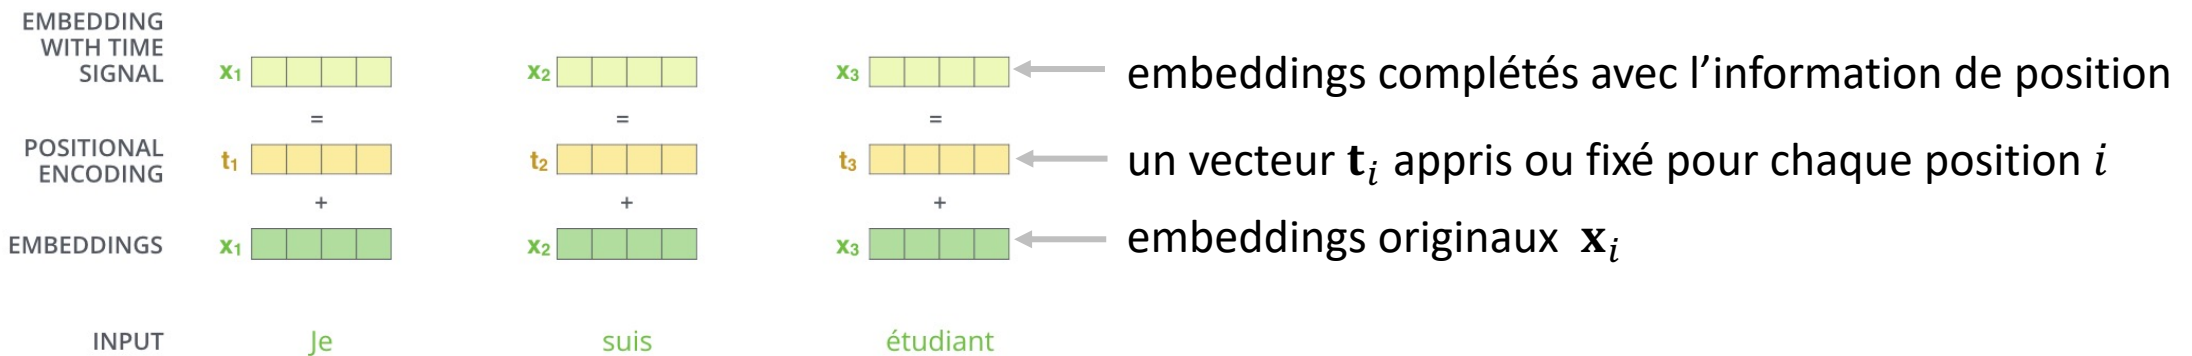 EMBEDDING
WITH TIME
SIGNAL
x1 x2 x3 embeddings complétés avec l’information de position
= = =
POSITIONAL
ENCODING
t1 t2 t3 un vecteur tᵢ appris ou fixé pour chaque position i
+ + +
EMBEDDINGS x1 x2 x3 embeddings originaux xᵢ
INPUT Je suis étudiant